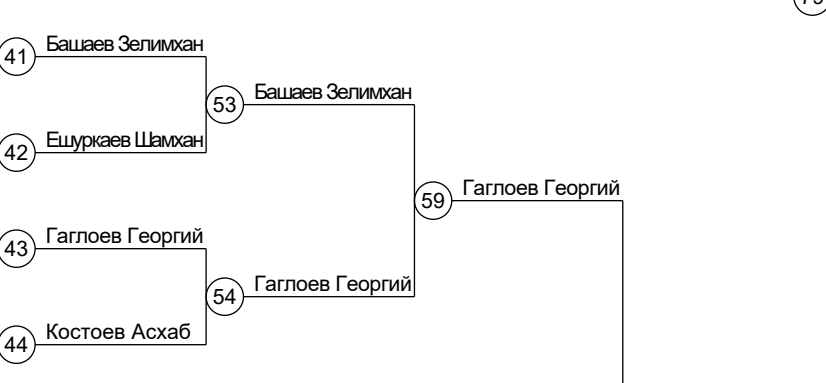 41 Башаев Зелимхан
53 Башаев Зелимхан
42 Ешуркаев Шамхан
59 Гаглоев Георгий
43 Гаглоев Георгий
54 Гаглоев Георгий
44 Костоев Асхаб